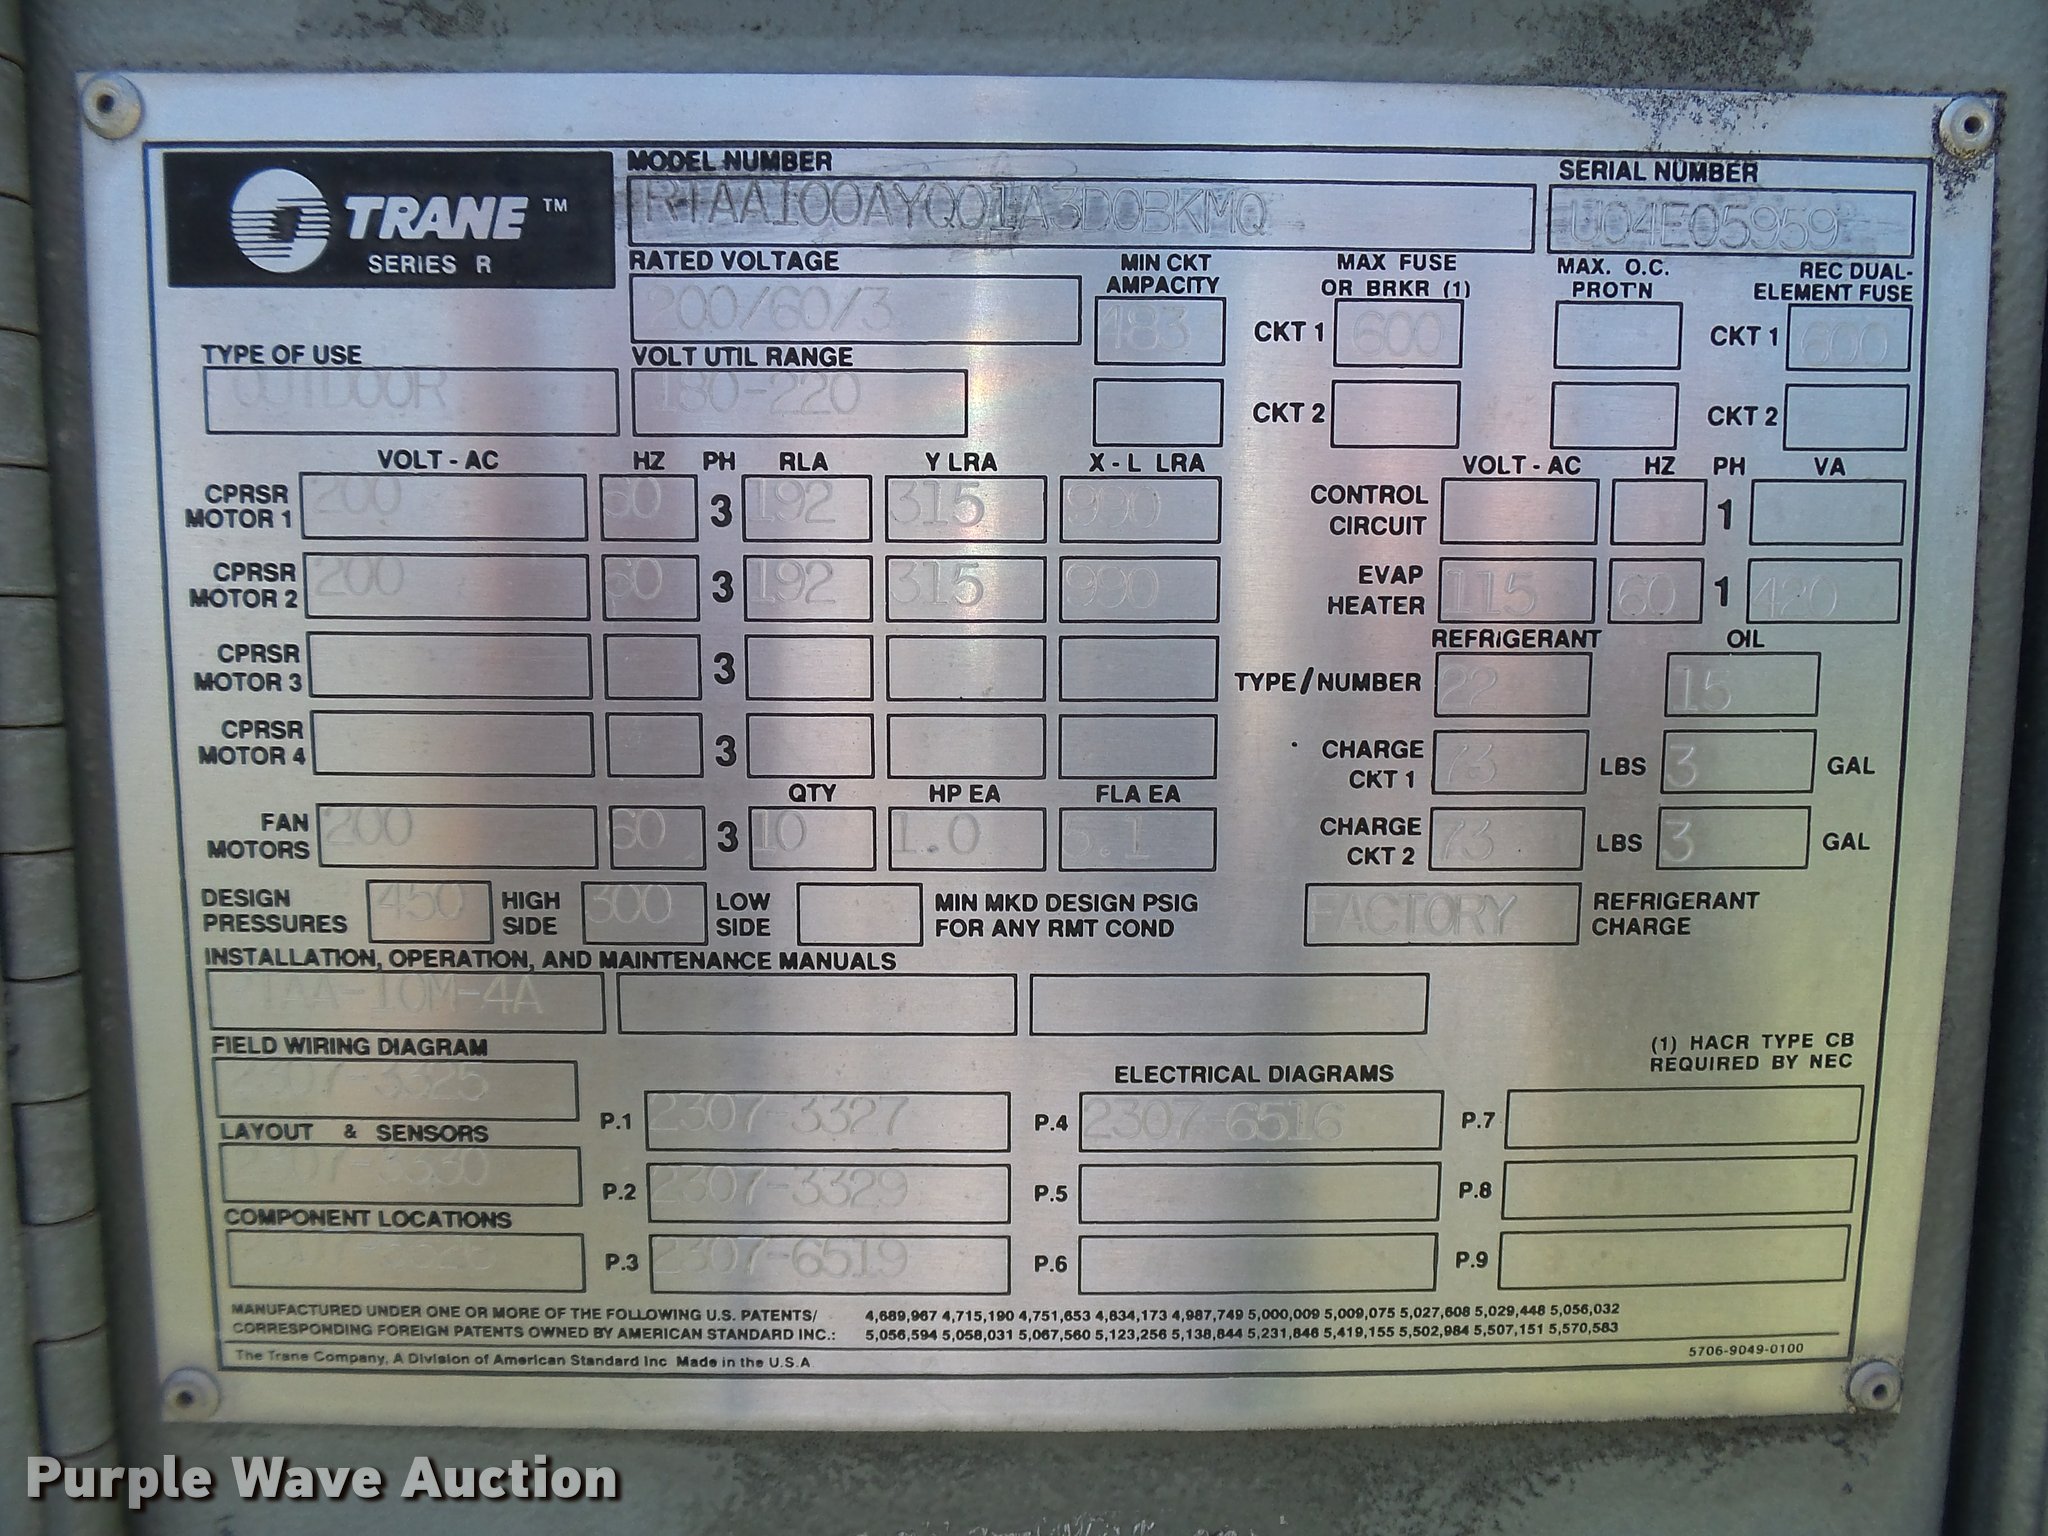 TRANE ™
SERIES R
MODEL NUMBER
RTAA100AYQ01A3D0BKMQ
SERIAL NUMBER
U04E05959
RATED VOLTAGE
200/60/3
MIN CKT
AMPACITY
483
MAX FUSE
OR BRKR (1)
CKT 1 600
CKT 2
MAX. O.C.
PROT'N
REC DUAL-
ELEMENT FUSE
CKT 1 600
CKT 2
TYPE OF USE
OUTDOOR
VOLT UTIL RANGE
180-220
VOLT - AC HZ PH RLA Y LRA X - L LRA
CPRSR
MOTOR 1 200 60 3 192 315 990
CPRSR
MOTOR 2 200 60 3 192 315 990
CPRSR
MOTOR 3 3
CPRSR
MOTOR 4 3
QTY HP EA FLA EA
FAN
MOTORS 200 60 3 10 1.0 5.1
VOLT - AC HZ PH VA
CONTROL
CIRCUIT 1
EVAP
HEATER 115 60 1 420
REFRIGERANT OIL
TYPE/NUMBER 22 15
CHARGE
CKT 1 73 LBS 3 GAL
CHARGE
CKT 2 73 LBS 3 GAL
DESIGN
PRESSURES 450 HIGH
SIDE 300 LOW
SIDE
MIN MKD DESIGN PSIG
FOR ANY RMT COND
FACTORY REFRIGERANT
CHARGE
INSTALLATION, OPERATION, AND MAINTENANCE MANUALS
RTAA-IOM-4A
(1) HACR TYPE CB
REQUIRED BY NEC
FIELD WIRING DIAGRAM
2307-3325
LAYOUT & SENSORS
2307-3330
COMPONENT LOCATIONS
ELECTRICAL DIAGRAMS
P.1 2307-3327
P.2 2307-3329
P.3 2307-6519
P.4 2307-6516
P.5
P.6
P.7
P.8
P.9
MANUFACTURED UNDER ONE OR MORE OF THE FOLLOWING U.S. PATENTS/ 4,689,967 4,715,190 4,751,653 4,834,173 4,987,749 5,000,009 5,009,075 5,027,608 5,029,448 5,056,032
CORRESPONDING FOREIGN PATENTS OWNED BY AMERICAN STANDARD INC.: 5,056,594 5,058,031 5,067,560 5,123,256 5,138,844 5,231,846 5,419,155 5,502,984 5,507,151 5,570,583
The Trane Company, A Division of American Standard Inc Made in the U.S.A.
5706-9049-0100
Purple Wave Auction